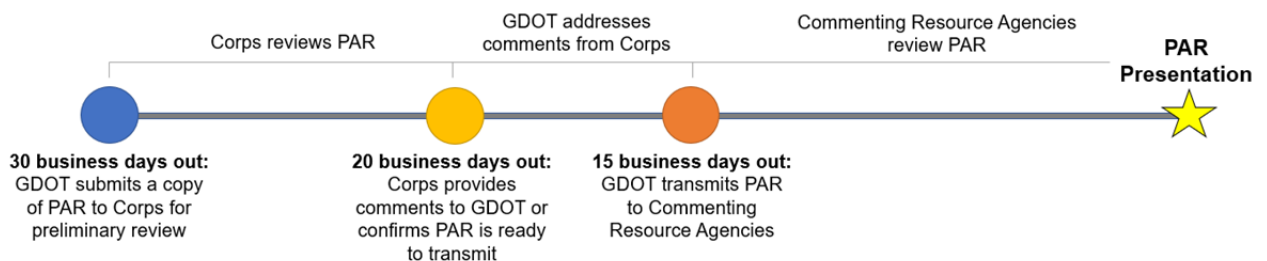 Corps reviews PAR
GDOT addresses
comments from Corps
Commenting Resource Agencies
review PAR
PAR
Presentation
30 business days out:
GDOT submits a copy
of PAR to Corps for
preliminary review
20 business days out:
Corps provides
comments to GDOT or
confirms PAR is ready
to transmit
15 business days out:
GDOT transmits PAR
to Commenting
Resource Agencies